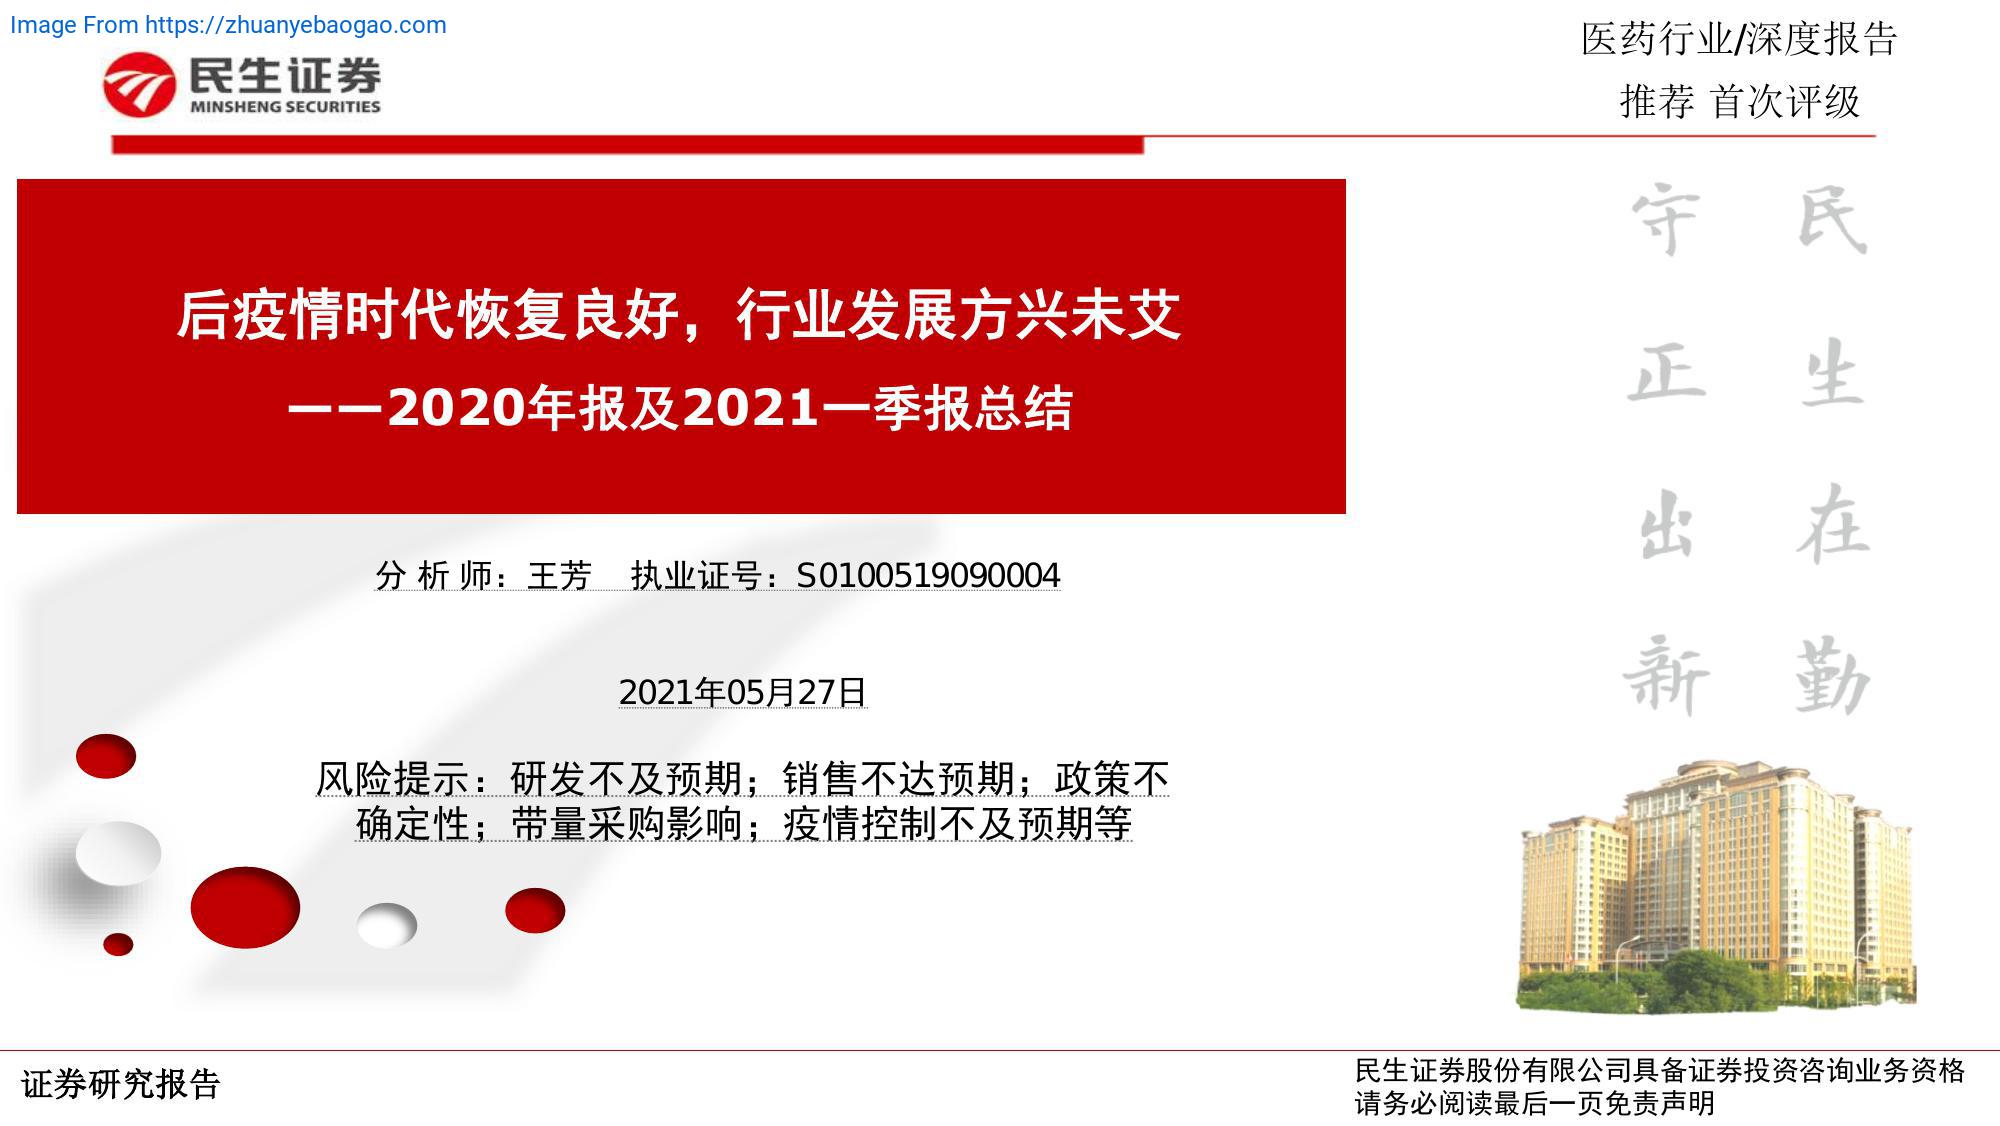 Image From https://zhuanyebaogao.com
民生证券
MINSHENG SECURITIES
医药行业/深度报告
推荐 首次评级
后疫情时代恢复良好，行业发展方兴未艾
——2020年报及2021一季报总结
分 析 师：王芳 执业证号：S0100519090004
2021年05月27日
风险提示：研发不及预期；销售不达预期；政策不
确定性；带量采购影响；疫情控制不及预期等
民生在勤
守正出新
证券研究报告
民生证券股份有限公司具备证券投资咨询业务资格
请务必阅读最后一页免责声明